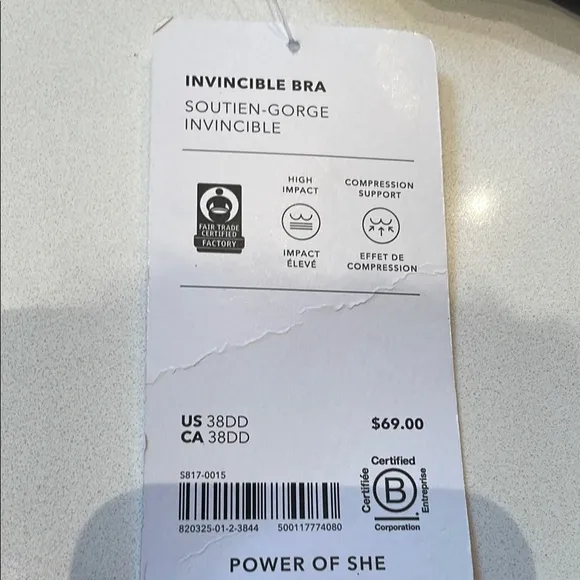 INVINCIBLE BRA
SOUTIEN-GORGE
INVINCIBLE
FAIR TRADE
CERTIFIED
FACTORY
HIGH
IMPACT
IMPACT
ÉLEVÉ
COMPRESSION
SUPPORT
EFFET DE
COMPRESSION
US 38DD
CA 38DD
$69.00
S817-0015
820325-01-2-3844 500117774080
Certified
Certifiée
B
Entreprise
Corporation
POWER OF SHE